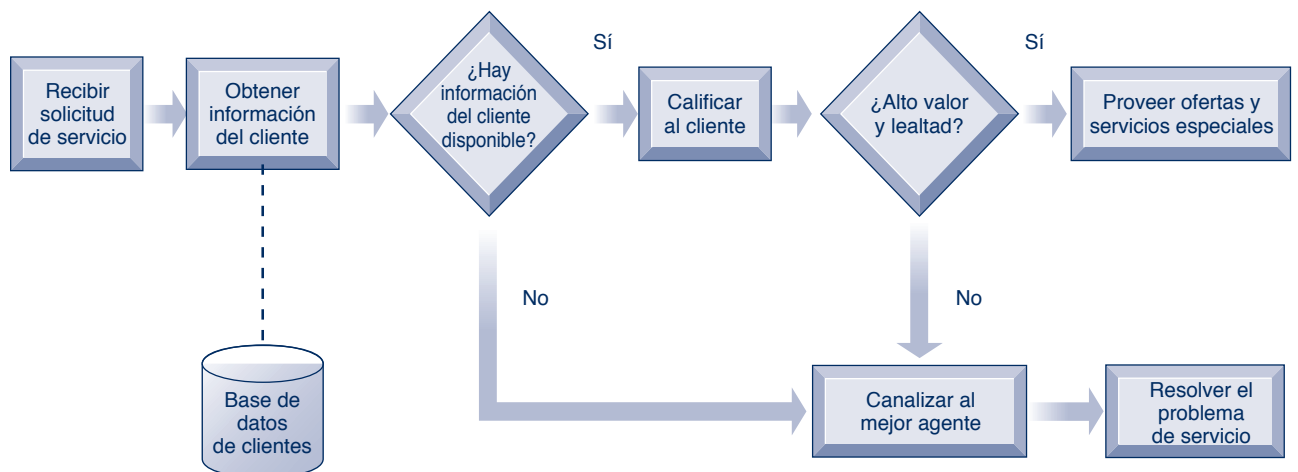 Recibir
solicitud
de servicio
Obtener
información
del cliente
¿Hay
información
del cliente
disponible?
Sí
Calificar
al cliente
¿Alto valor
y lealtad?
Sí
Proveer ofertas y
servicios especiales
No
No
Base de
datos
de clientes
Canalizar al
mejor agente
Resolver el
problema
de servicio